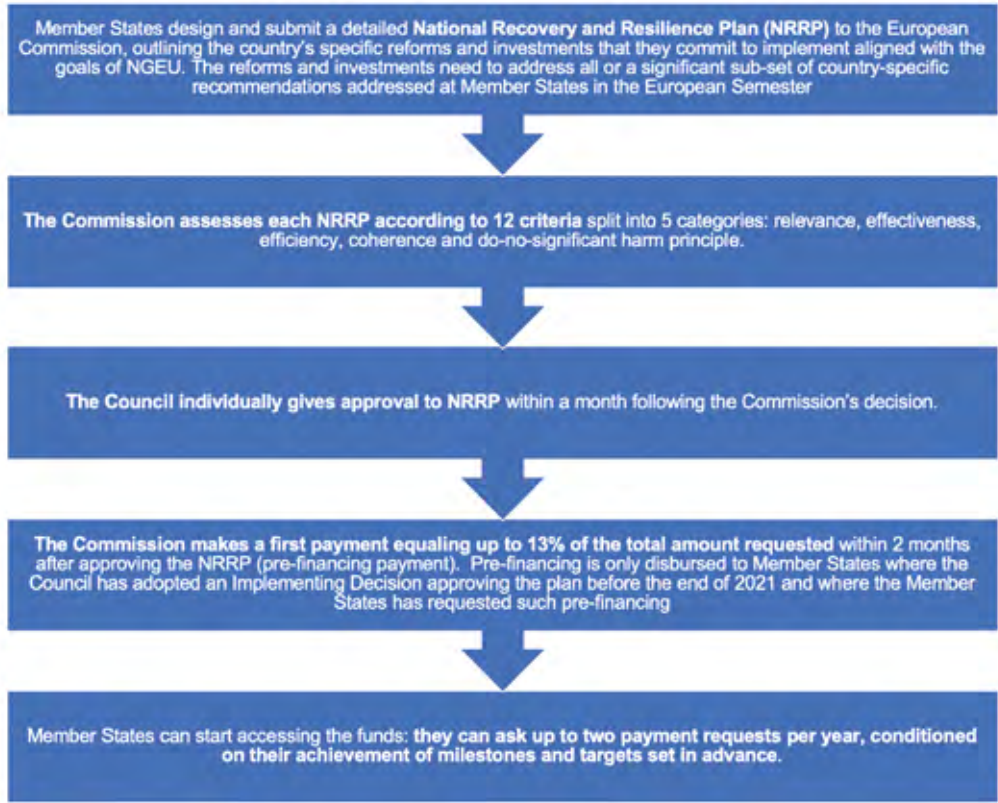 Member States design and submit a detailed National Recovery and Resilience Plan (NRRP) to the European
Commission, outlining the country's specific reforms and investments that they commit to implement aligned with the
goals of NGEU. The reforms and investments need to address all or a significant sub-set of country-specific
recommendations addressed at Member States in the European Semester
The Commission assesses each NRRP according to 12 criteria split into 5 categories: relevance, effectiveness,
efficiency, coherence and do-no-significant harm principle.
The Council individually gives approval to NRRP within a month following the Commission's decision.
The Commission makes a first payment equaling up to 13% of the total amount requested within 2 months
after approving the NRRP (pre-financing payment). Pre-financing is only disbursed to Member States where the
Council has adopted an Implementing Decision approving the plan before the end of 2021 and where the Member
States has requested such pre-financing
Member States can start accessing the funds: they can ask up to two payment requests per year, conditioned
on their achievement of milestones and targets set in advance.